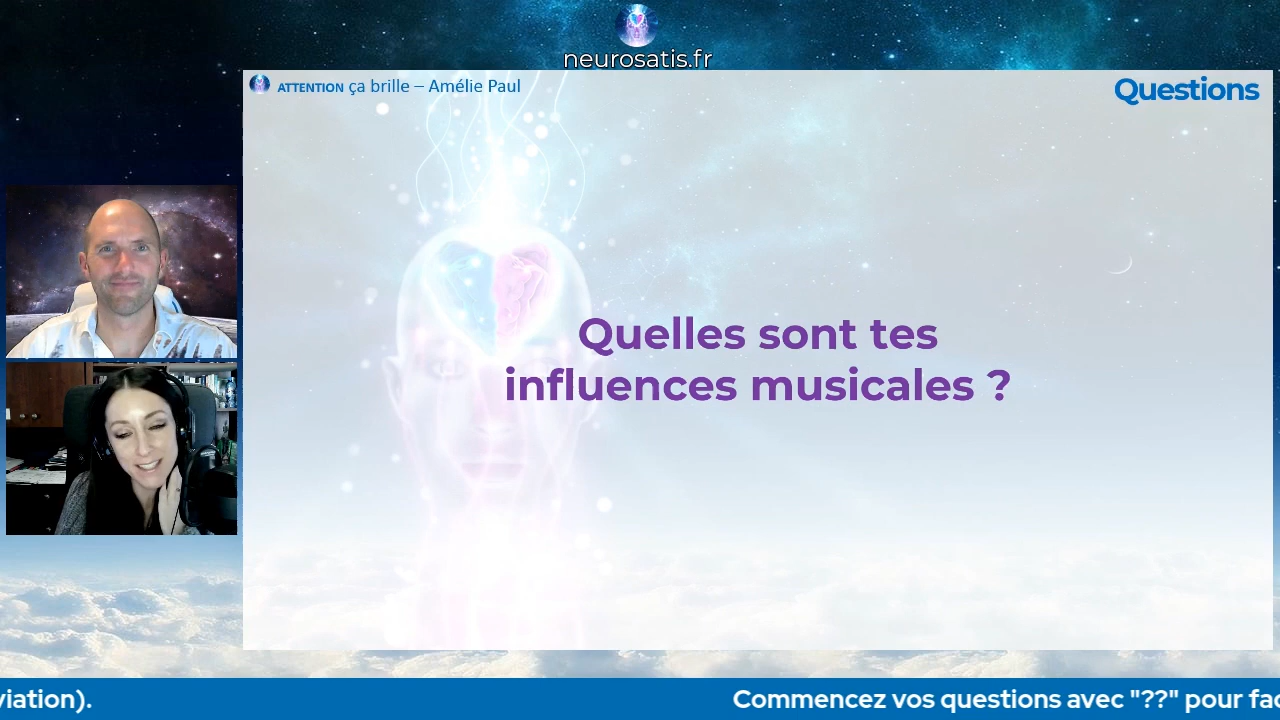 neurosatis.fr
ATTENTION ça brille – Amélie Paul
Questions
Quelles sont tes
influences musicales ?
viation).
Commencez vos questions avec "??" pour fac